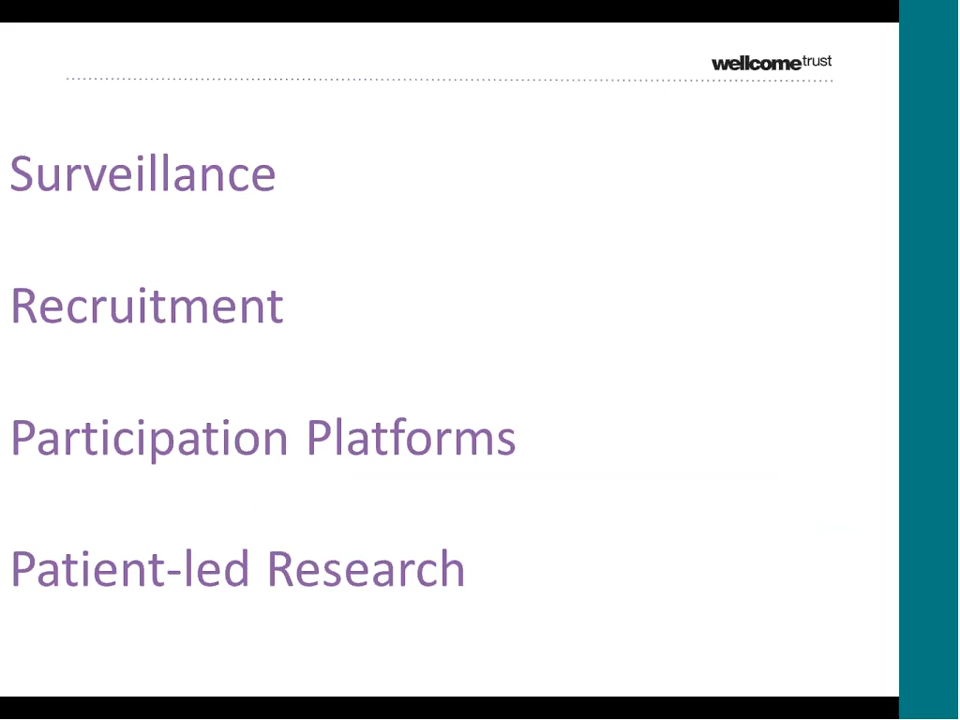 wellcometrust
Surveillance
Recruitment
Participation Platforms
Patient-led Research